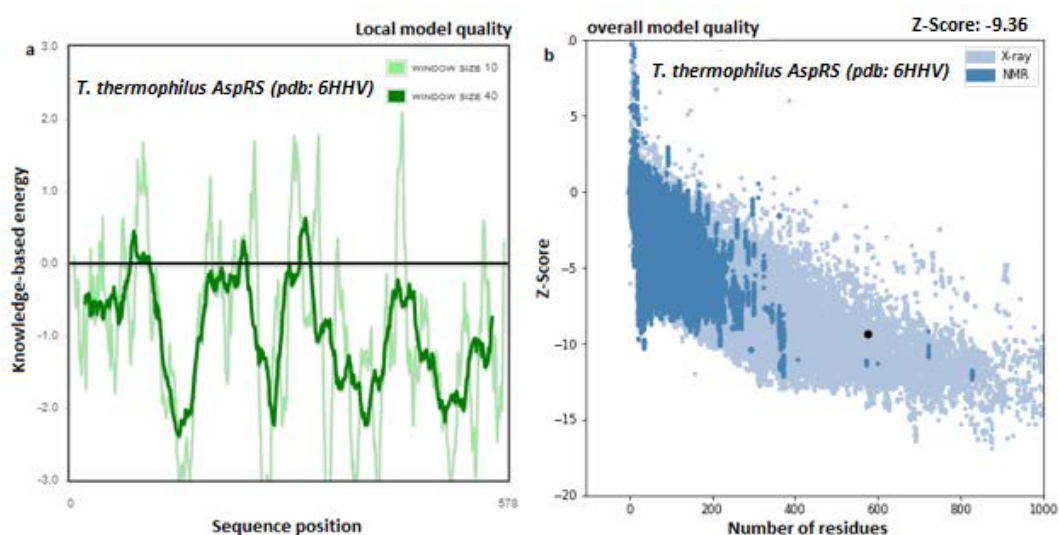 Local model quality
a
T. thermophilus AspRS (pdb: 6HHV)
WINDOW SIZE 10
WINDOW SIZE 40
3.0
2.0
1.0
0.0
-1.0
-2.0
-3.0
Knowledge-based energy
0
578
Sequence position
overall model quality
Z-Score: -9.36
b
T. thermophilus AspRS (pdb: 6HHV)
X-ray
NMR
.0
5
0
−5
−10
−15
−20
Z-Score
0
200
400
600
800
1000
Number of residues